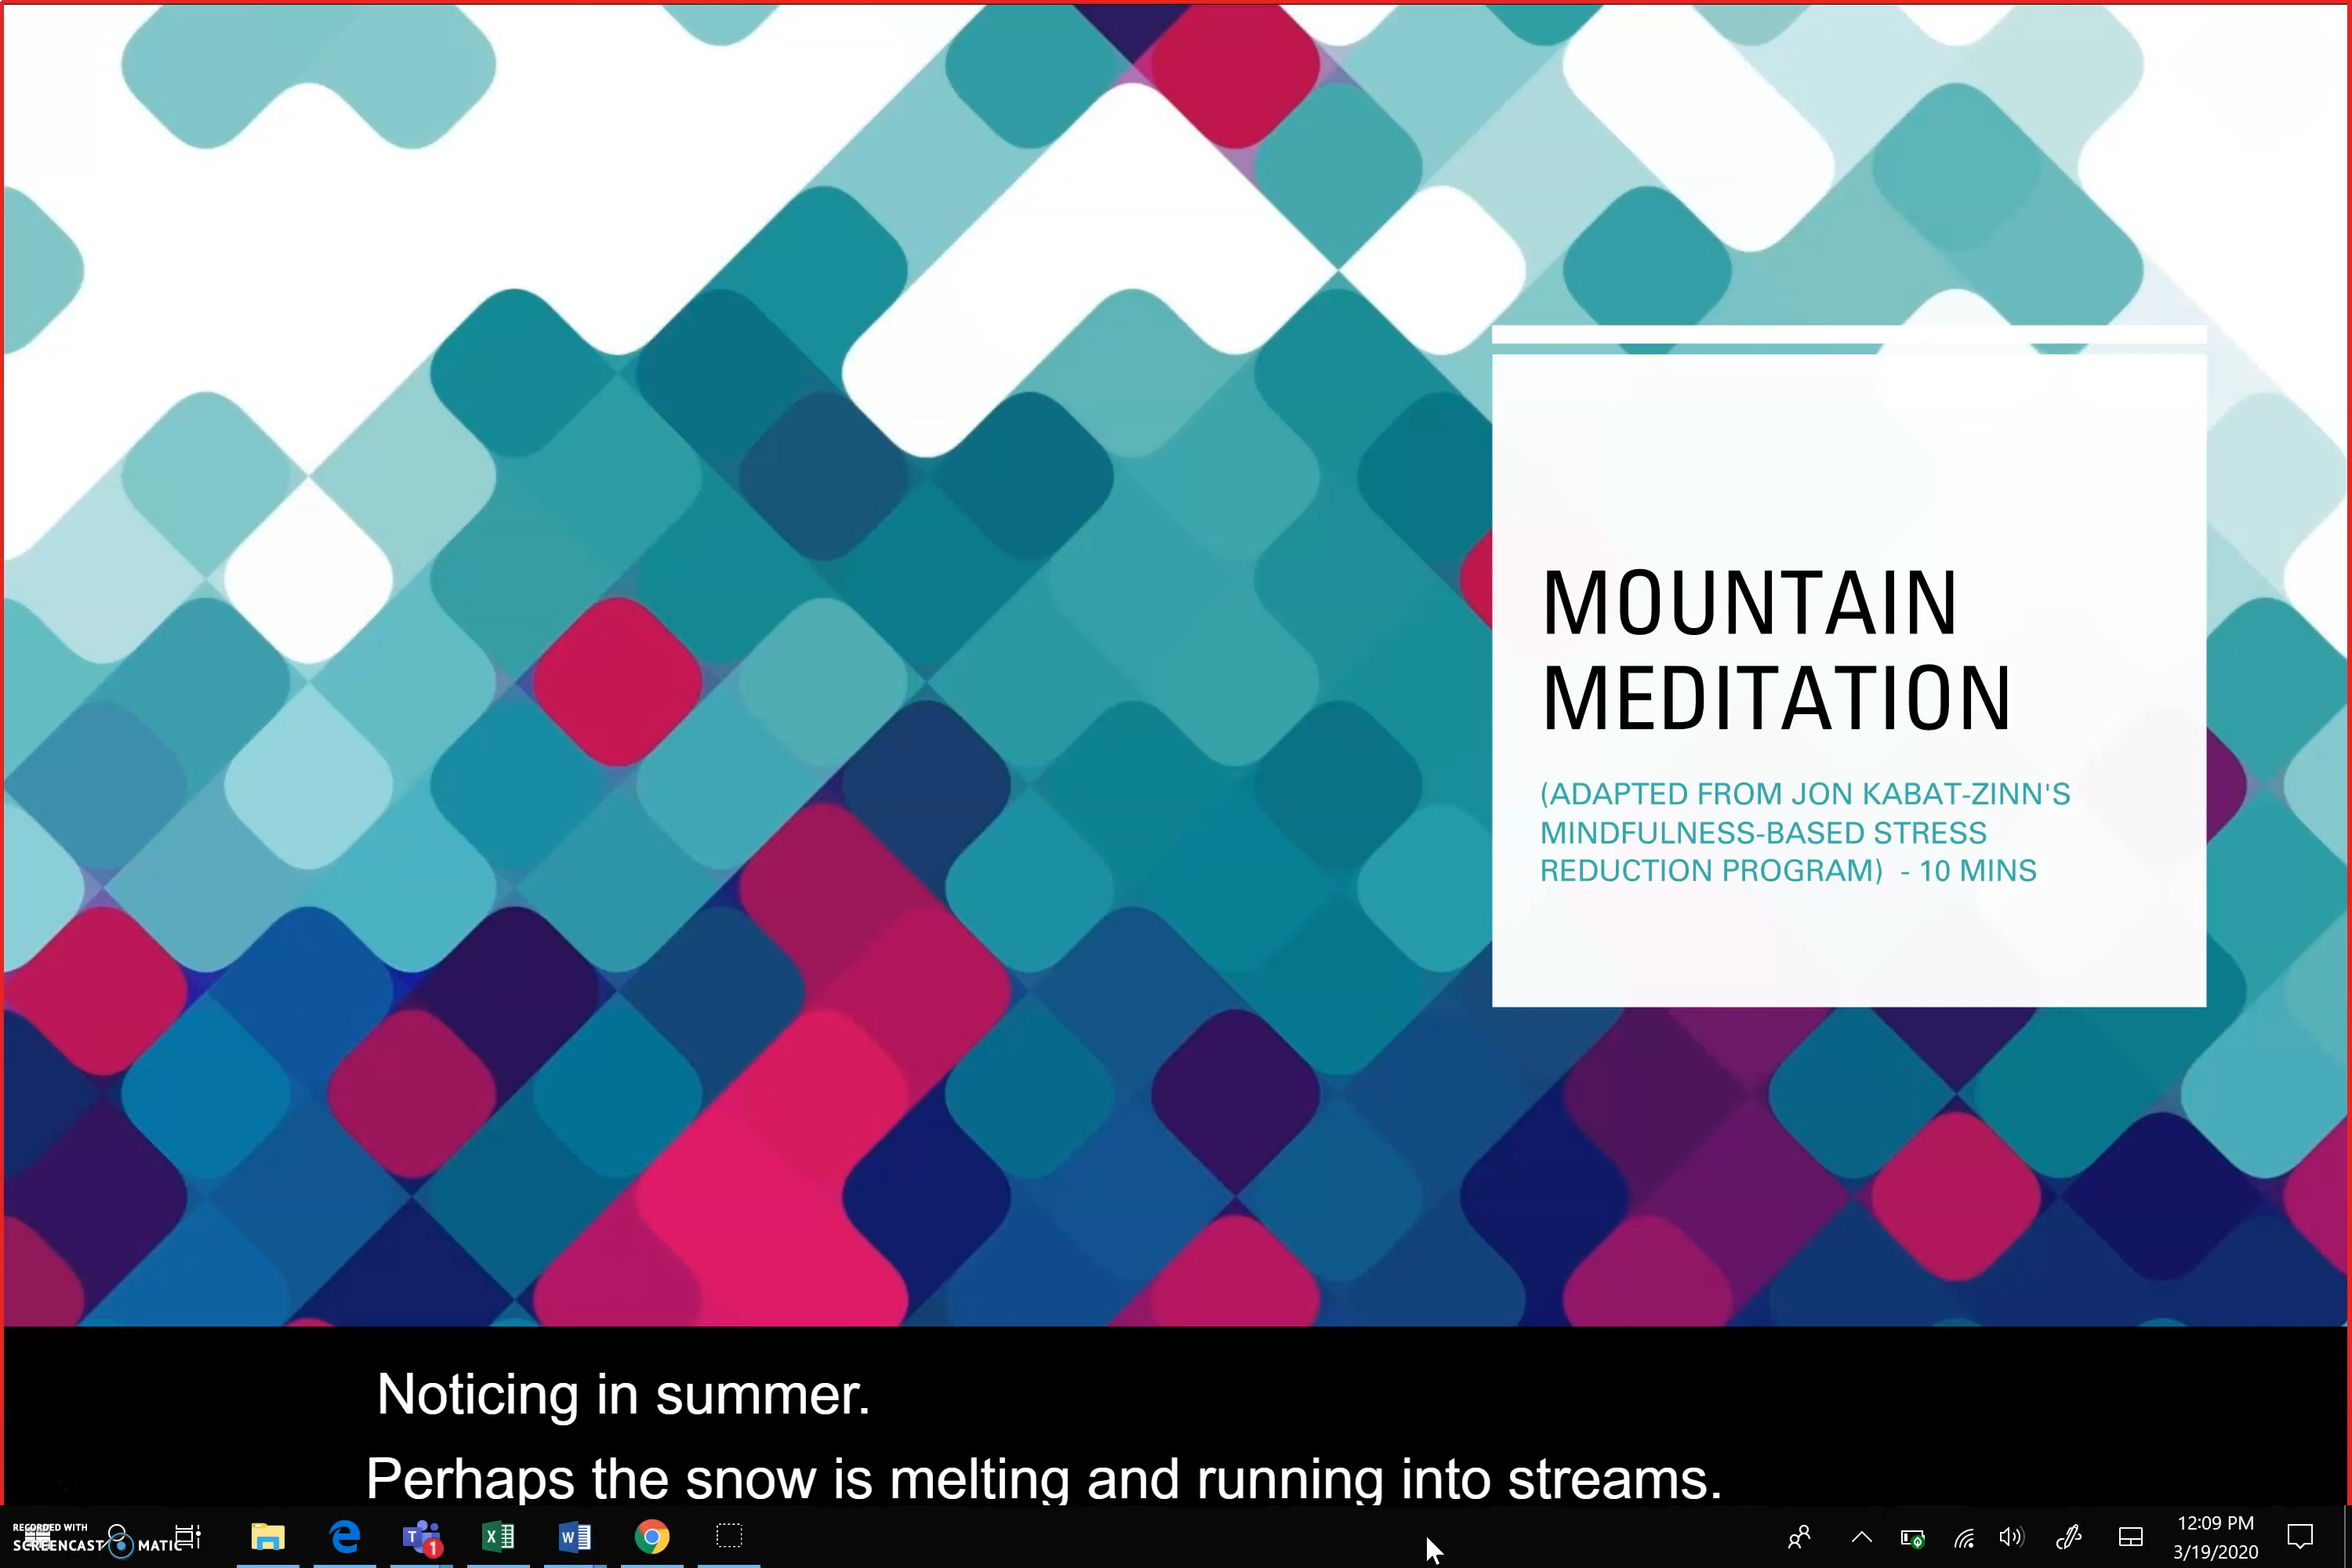 MOUNTAIN
MEDITATION
(ADAPTED FROM JON KABAT-ZINN'S
MINDFULNESS-BASED STRESS
REDUCTION PROGRAM) - 10 MINS
Noticing in summer.
Perhaps the snow is melting and running into streams.
RECORDED WITH
SCREENCAST MATIC
T
1
X
W
12:09 PM
3/19/2020